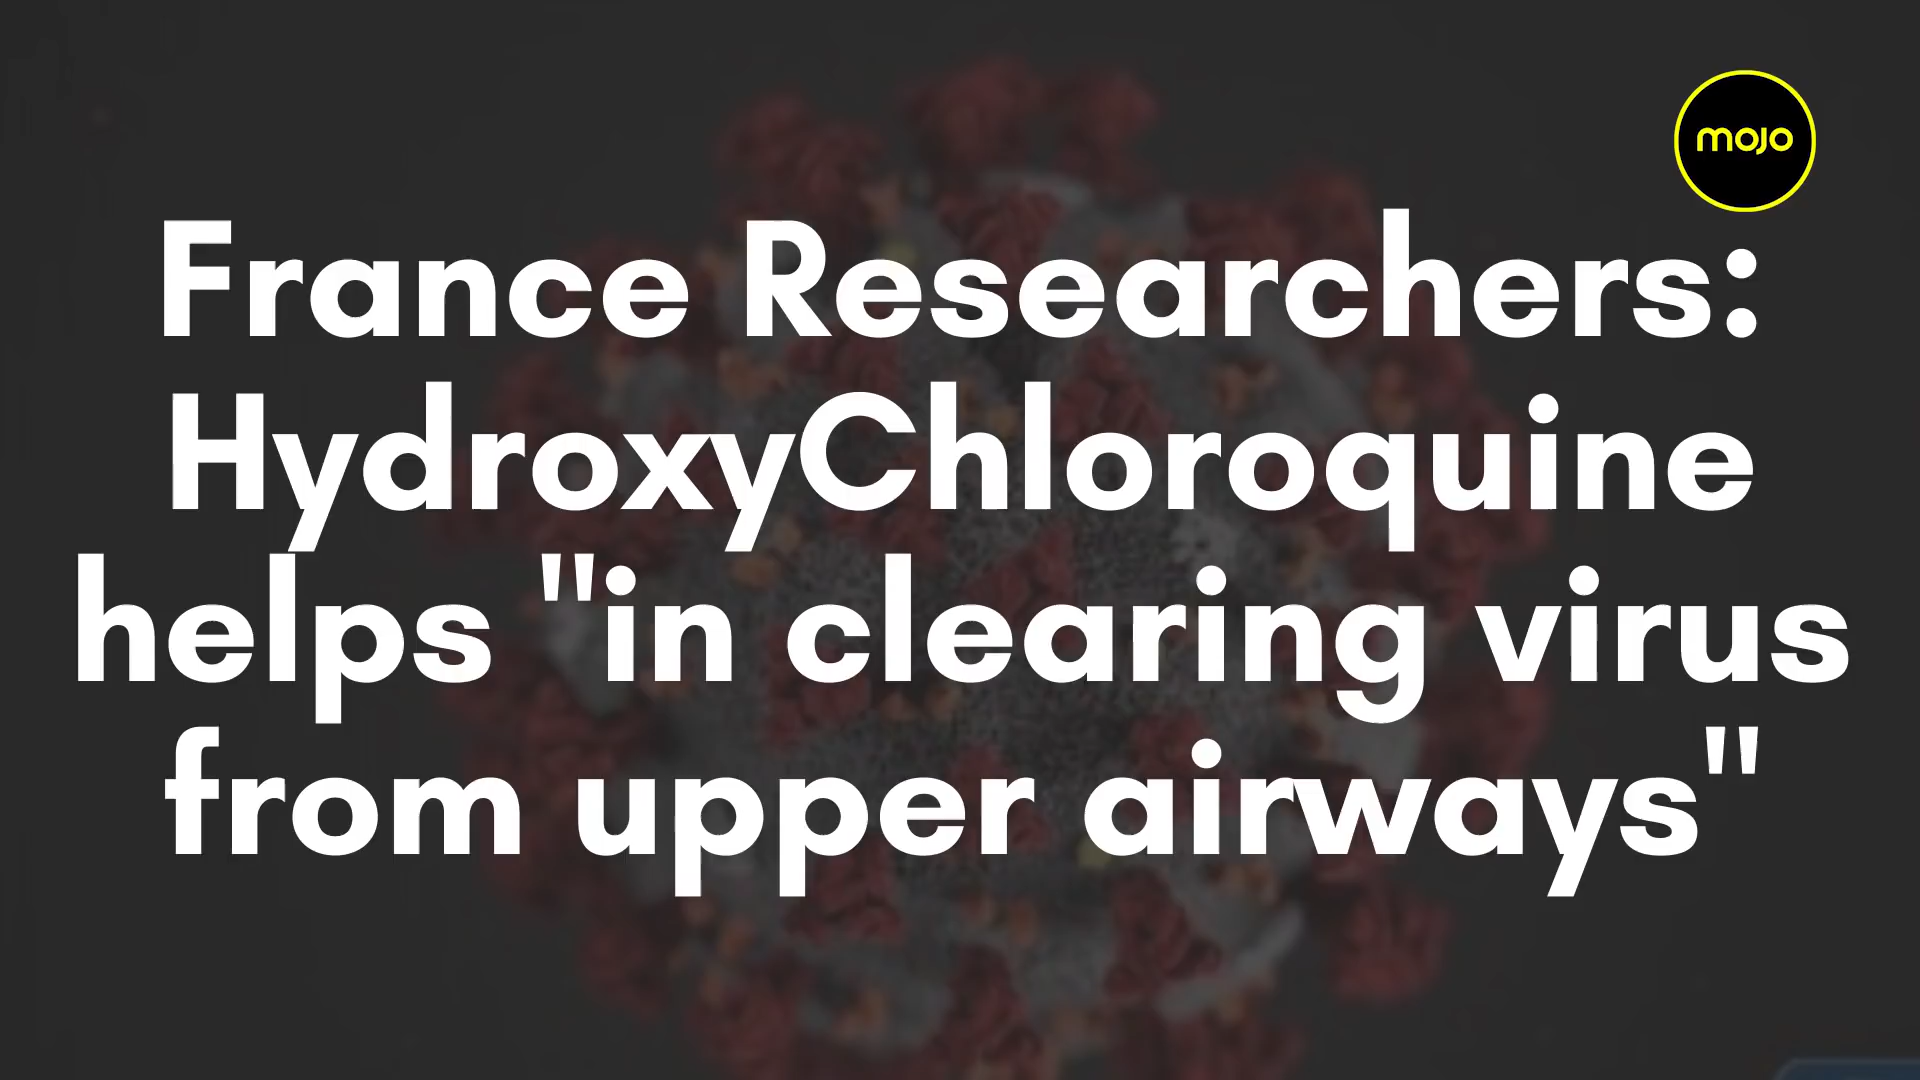 mojo
France Researchers:
HydroxyChloroquine
helps "in clearing virus
from upper airways"